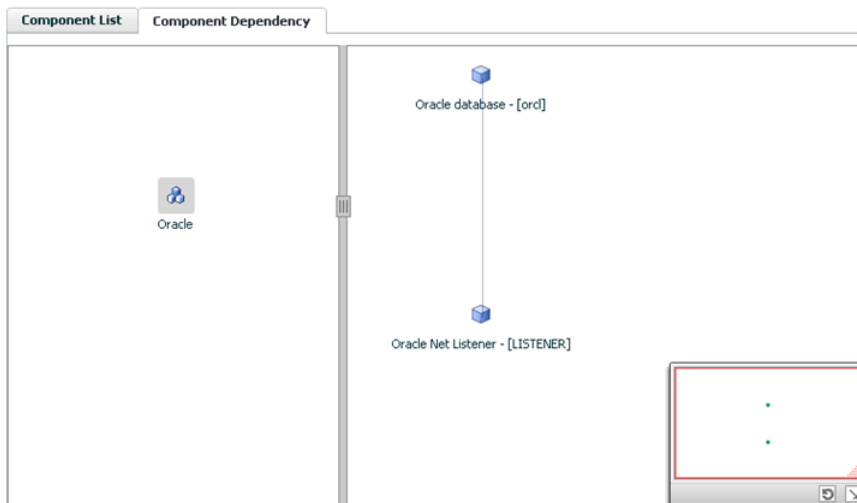 Component List
Component Dependency
Oracle database - [orcl]
Oracle
Oracle Net Listener - [LISTENER]